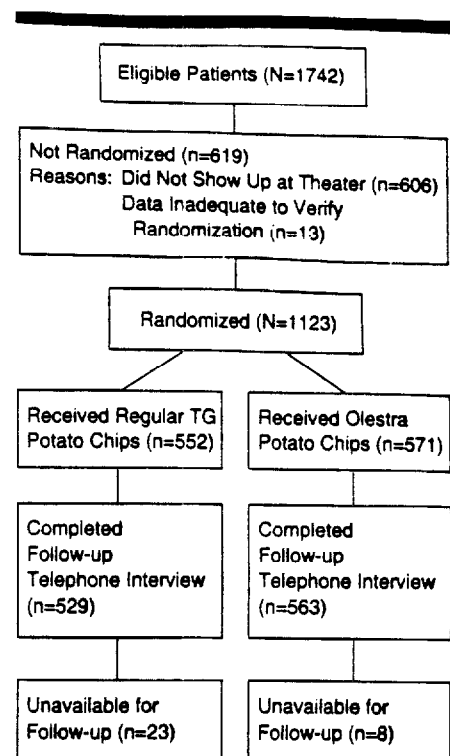 Eligible Patients (N=1742)
Not Randomized (n=619)
Reasons: Did Not Show Up at Theater (n=606)
Data Inadequate to Verify
Randomization (n=13)
Randomized (N=1123)
Received Regular TG
Potato Chips (n=552)
Received Olestra
Potato Chips (n=571)
Completed
Follow-up
Telephone Interview
(n=529)
Completed
Follow-up
Telephone Interview
(n=563)
Unavailable for
Follow-up (n=23)
Unavailable for
Follow-up (n=8)